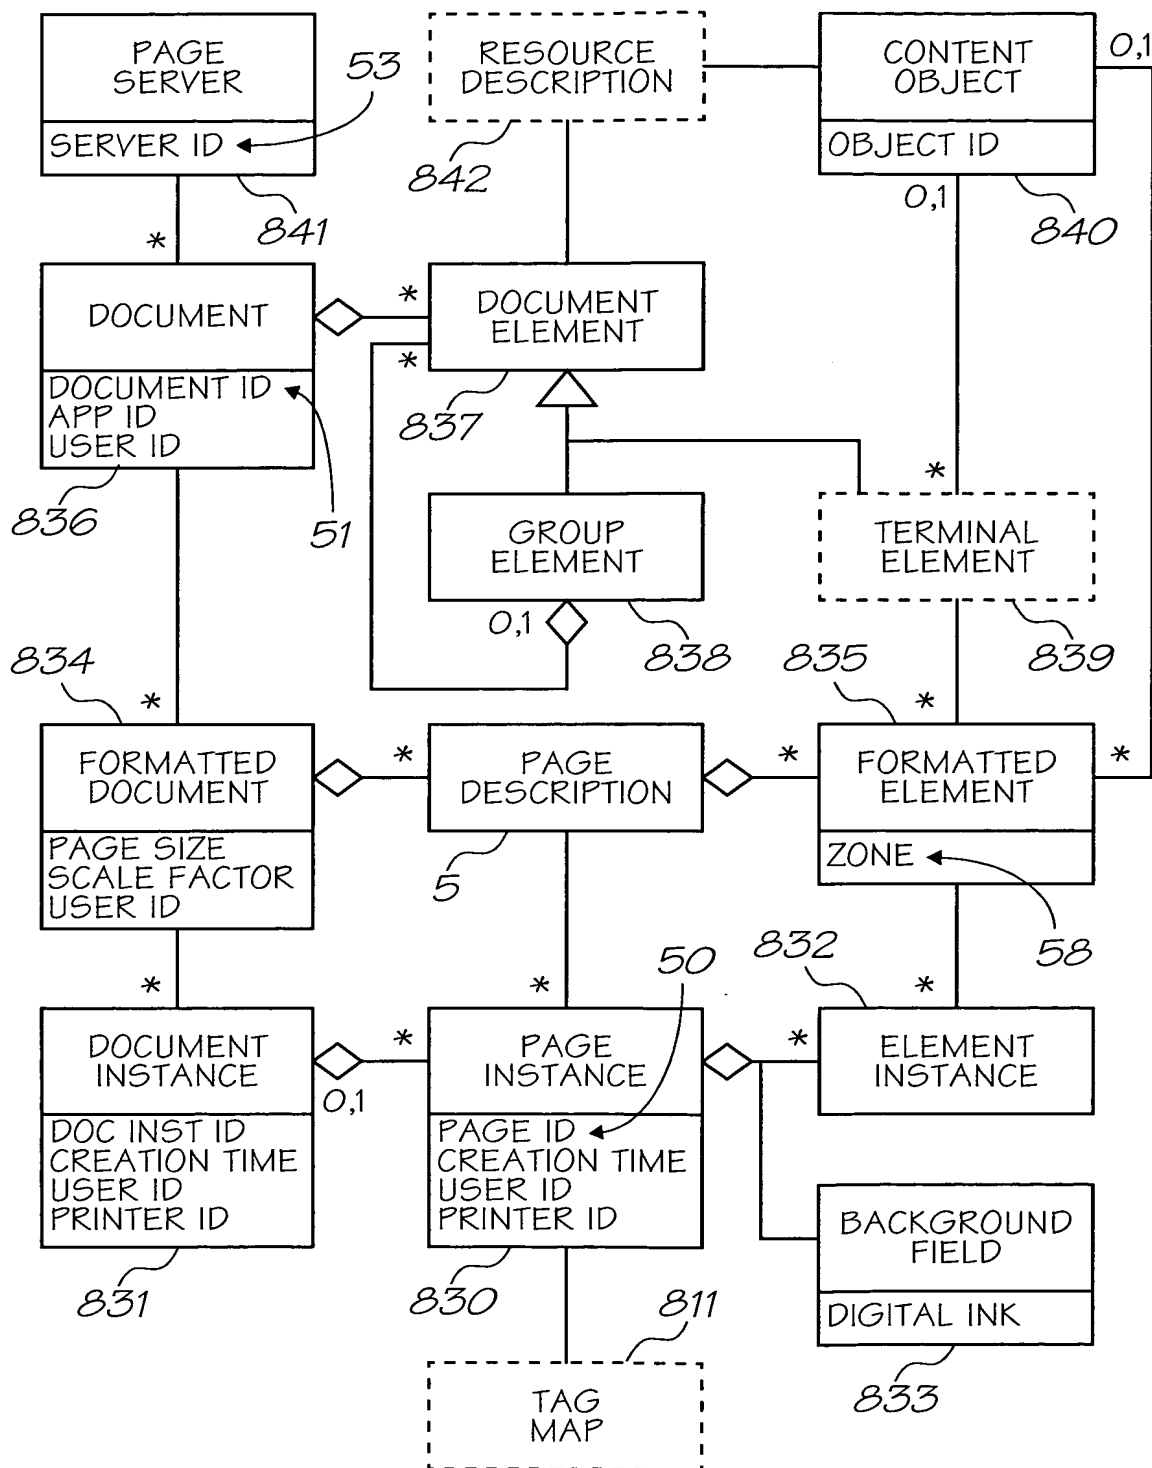 PAGE
SERVER
SERVER ID
53
841
RESOURCE
DESCRIPTION
842
CONTENT
OBJECT
OBJECT ID
840
0,1
0,1
*
DOCUMENT
DOCUMENT ID
APP ID
USER ID
836
51
*
*
DOCUMENT
ELEMENT
837
GROUP
ELEMENT
0,1
838
*
TERMINAL
ELEMENT
839
834
*
FORMATTED
DOCUMENT
PAGE SIZE
SCALE FACTOR
USER ID
*
PAGE
DESCRIPTION
5
*
835
*
FORMATTED
ELEMENT
*
ZONE
58
*
DOCUMENT
INSTANCE
0,1
DOC INST ID
CREATION TIME
USER ID
PRINTER ID
831
*
*
50
PAGE
INSTANCE
PAGE ID
CREATION TIME
USER ID
PRINTER ID
830
832
*
*
ELEMENT
INSTANCE
BACKGROUND
FIELD
DIGITAL INK
833
811
TAG
MAP